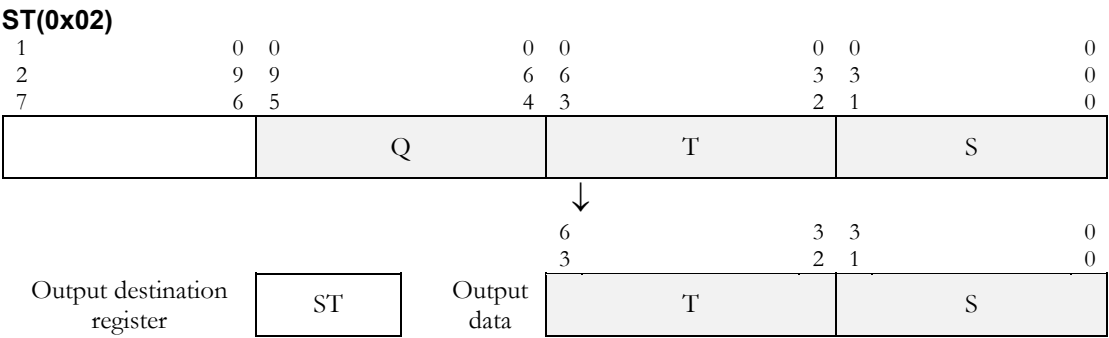 ST(0x02)
1 0 0 0 0 0 0 0
2 9 9 6 6 3 3 0
7 6 5 4 3 2 1 0
Q T S
↓
6 3 3 0
3 2 1 0
Output destination register ST Output data T S